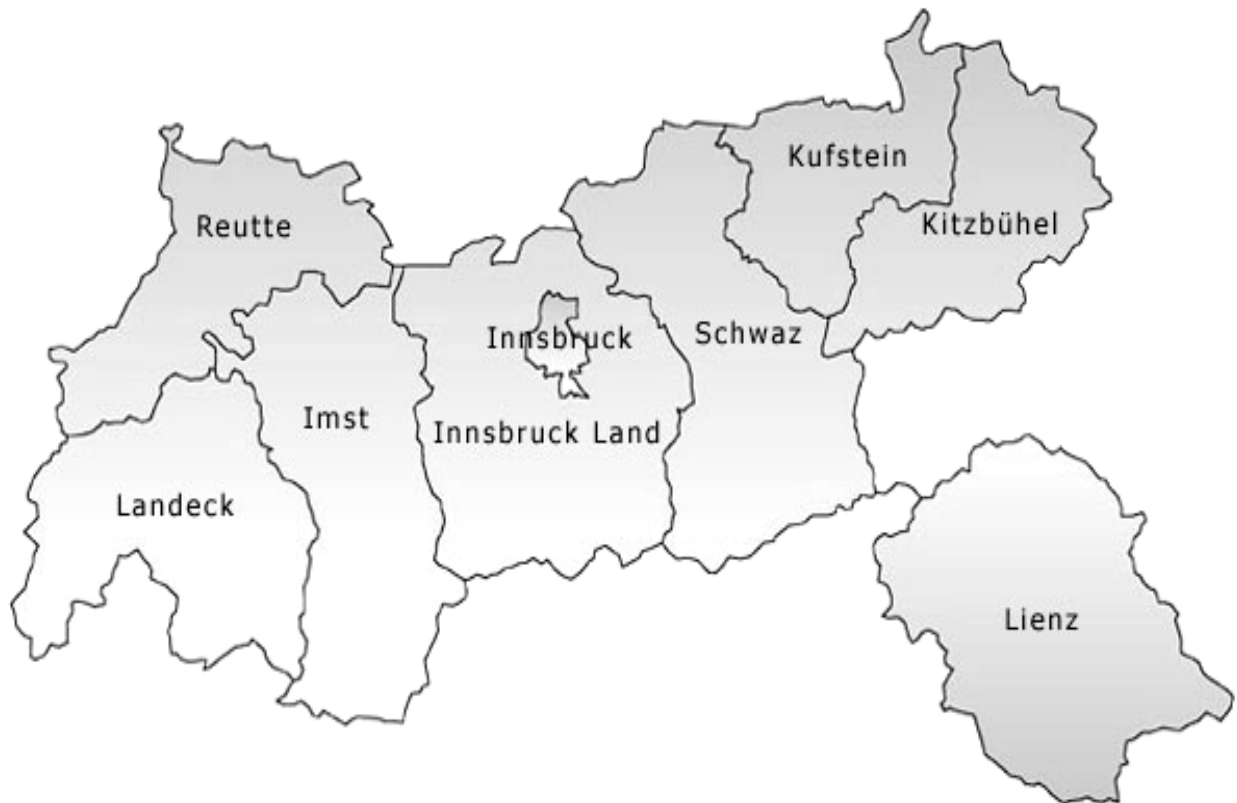 Kufstein
Reutte
Kitzbühel
Innsbruck
Schwaz
Imst
Innsbruck Land
Landeck
Lienz